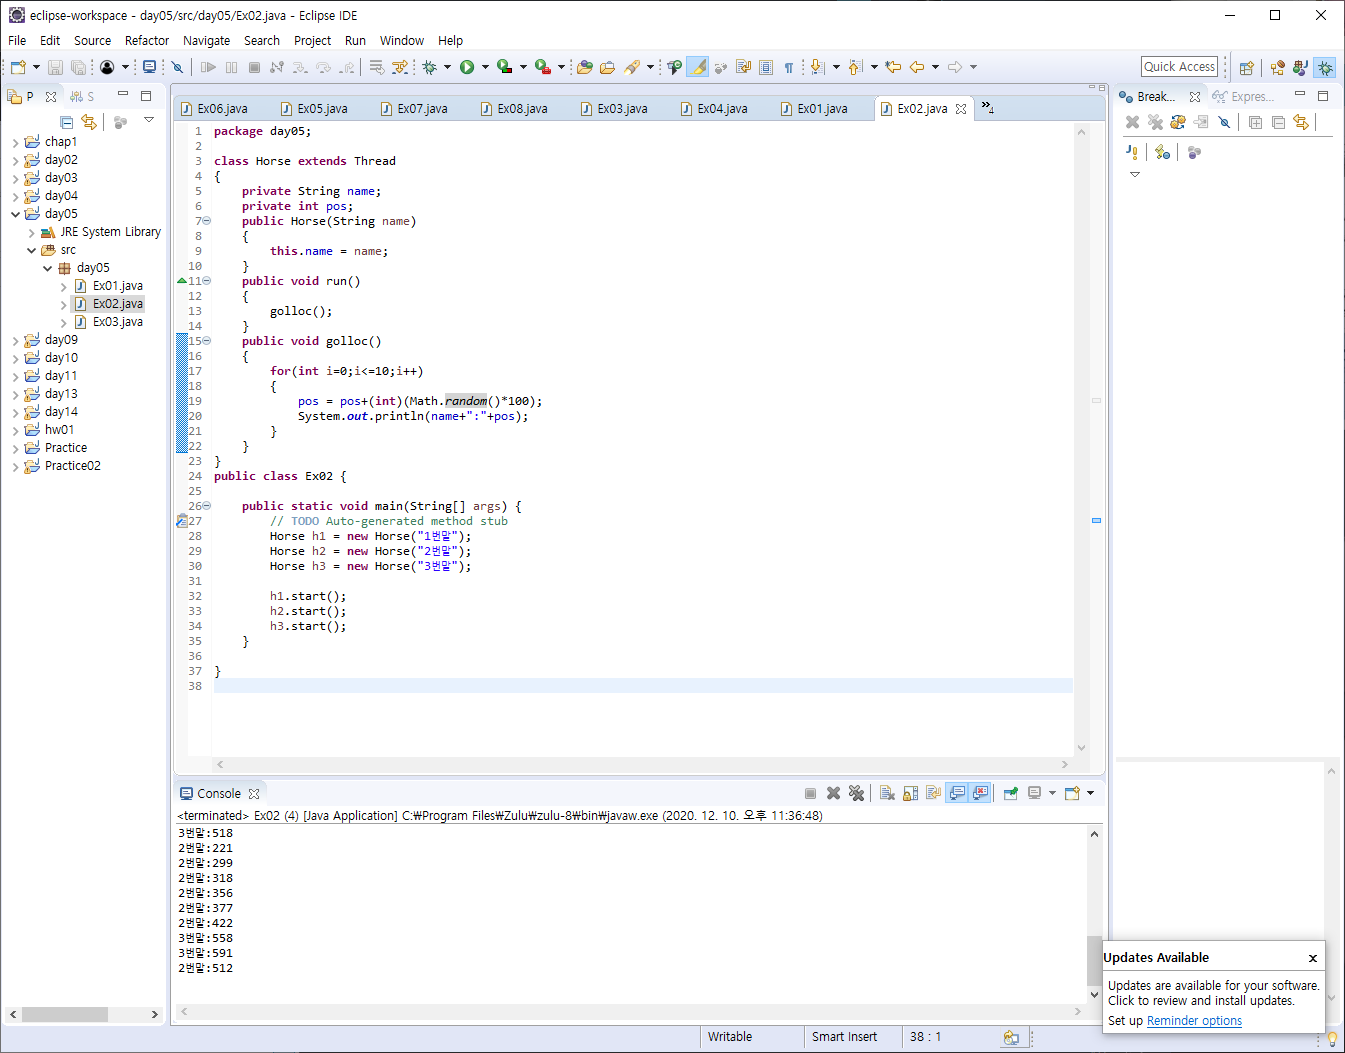 eclipse-workspace - day05/src/day05/Ex02.java - Eclipse IDE
File Edit Source Refactor Navigate Search Project Run Window Help
Quick Access
P S
Ex06.java Ex05.java Ex07.java Ex08.java Ex03.java Ex04.java Ex01.java Ex02.java »4
Break... Expres...
chap1
day02
day03
day04
day05
JRE System Library
src
day05
Ex01.java
Ex02.java
Ex03.java
day09
day10
day11
day13
day14
hw01
Practice
Practice02
1 package day05;
2
3 class Horse extends Thread
4 {
5 private String name;
6 private int pos;
7 public Horse(String name)
8 {
9 this.name = name;
10 }
11 public void run()
12 {
13 golloc();
14 }
15 public void golloc()
16 {
17 for(int i=0;i<=10;i++)
18 {
19 pos = pos+(int)(Math.random()*100);
20 System.out.println(name+":"+pos);
21 }
22 }
23 }
24 public class Ex02 {
25
26 public static void main(String[] args) {
27 // TODO Auto-generated method stub
28 Horse h1 = new Horse("1번말");
29 Horse h2 = new Horse("2번말");
30 Horse h3 = new Horse("3번말");
31
32 h1.start();
33 h2.start();
34 h3.start();
35 }
36
37 }
38
Console
<terminated> Ex02 (4) [Java Application] C:₩Program Files₩Zulu₩zulu-8₩bin₩javaw.exe (2020. 12. 10. 오후 11:36:48)
3번말:518
2번말:221
2번말:299
2번말:318
2번말:356
2번말:377
2번말:422
3번말:558
3번말:591
2번말:512
Updates Available x
Updates are available for your software.
Click to review and install updates.
Set up Reminder options
Writable Smart Insert 38 : 1